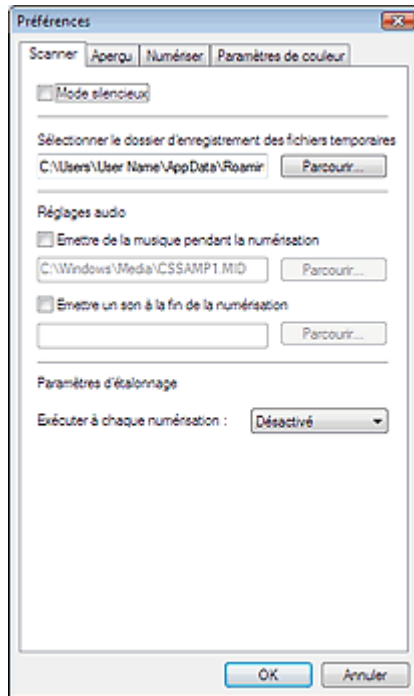 Préférences
Scanner Aperçu Numériser Paramètres de couleur
Mode silencieux
Sélectionner le dossier d'enregistrement des fichiers temporaires
C:\Users\User Name\AppData\Roamir Parcourir...
Réglages audio
Emettre de la musique pendant la numérisation
C:\Windows\Media\CSSAMP1.MID Parcourir...
Emettre un son à la fin de la numérisation
Parcourir...
Paramètres d'étalonnage
Exécuter à chaque numérisation : Désactivé
OK Annuler